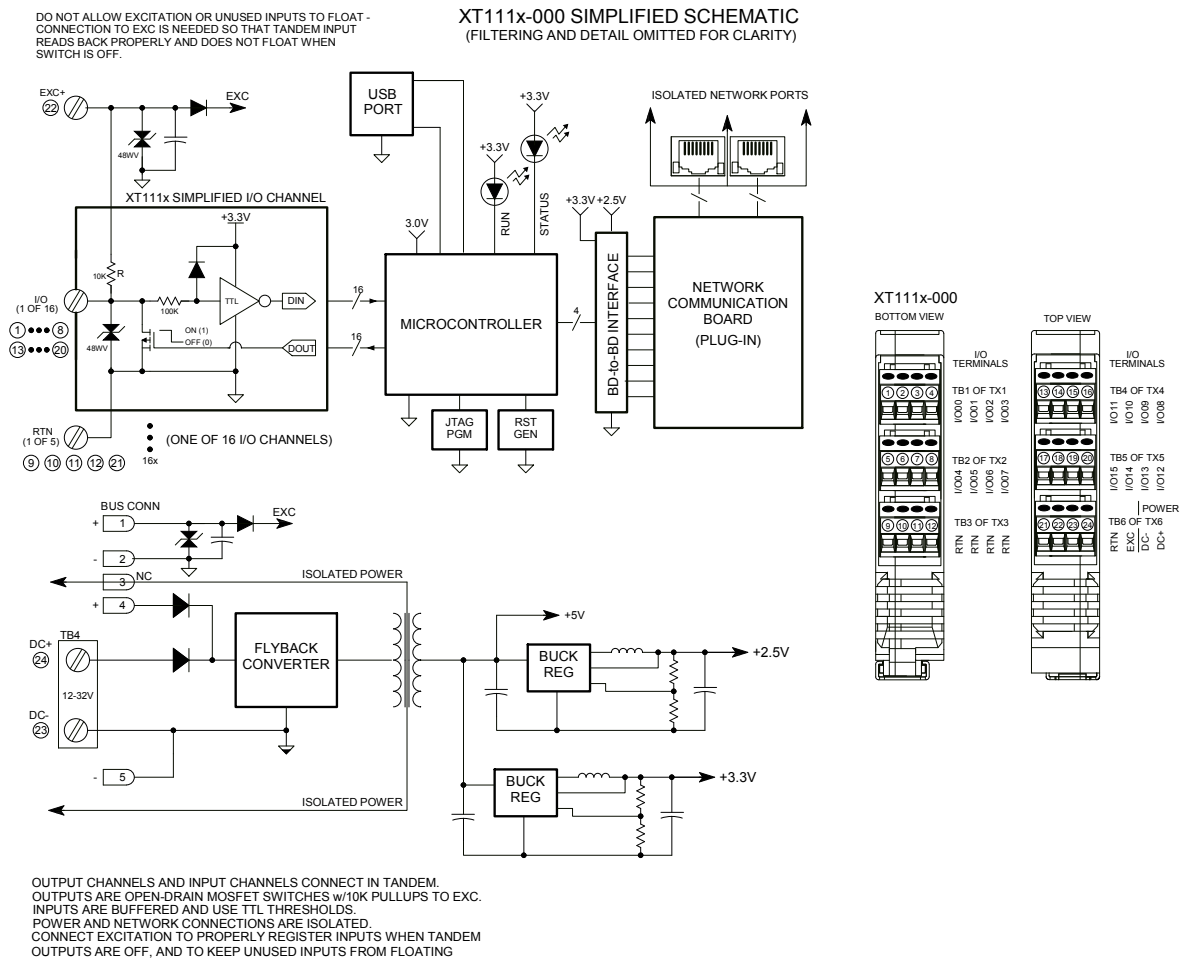 DO NOT ALLOW EXCITATION OR UNUSED INPUTS TO FLOAT -
CONNECTION TO EXC IS NEEDED SO THAT TANDEM INPUT
READS BACK PROPERLY AND DOES NOT FLOAT WHEN
SWITCH IS OFF.
XT111x-000 SIMPLIFIED SCHEMATIC
(FILTERING AND DETAIL OMITTED FOR CLARITY)
EXC+
22
EXC
48WV
XT111x SIMPLIFIED I/O CHANNEL
+3.3V
10K R
I/O
(1 OF 16)
1 ••• 8
13 ••• 20
100K
TTL
DIN
48WV
ON (1)
OFF (0)
DOUT
RTN
(1 OF 5)
9 10 11 12 21
16x
(ONE OF 16 I/O CHANNELS)
16
16
USB
PORT
+3.3V
+3.3V
RUN
STATUS
3.0V
MICROCONTROLLER
JTAG
PGM
RST
GEN
4
+3.3V +2.5V
BD-to-BD INTERFACE
ISOLATED NETWORK PORTS
NETWORK
COMMUNICATION
BOARD
(PLUG-IN)
BUS CONN
+ 1
EXC
- 2
3 NC
ISOLATED POWER
+ 4
TB4
DC+
24
12-32V
DC-
23
- 5
FLYBACK
CONVERTER
ISOLATED POWER
+5V
BUCK
REG
+2.5V
BUCK
REG
+3.3V
XT111x-000
BOTTOM VIEW
I/O
TERMINALS
1 2 3 4
TB1 OF TX1
I/O00
I/O01
I/O02
I/O03
5 6 7 8
TB2 OF TX2
I/O04
I/O05
I/O06
I/O07
9 10 11 12
TB3 OF TX3
RTN
RTN
RTN
RTN
TOP VIEW
I/O
TERMINALS
13 14 15 16
TB4 OF TX4
I/O11
I/O10
I/O09
I/O08
17 18 19 20
TB5 OF TX5
I/O15
I/O14
I/O13
I/O12
POWER
21 22 23 24
TB6 OF TX6
RTN
EXC
DC-
DC+
OUTPUT CHANNELS AND INPUT CHANNELS CONNECT IN TANDEM.
OUTPUTS ARE OPEN-DRAIN MOSFET SWITCHES w/10K PULLUPS TO EXC.
INPUTS ARE BUFFERED AND USE TTL THRESHOLDS.
POWER AND NETWORK CONNECTIONS ARE ISOLATED.
CONNECT EXCITATION TO PROPERLY REGISTER INPUTS WHEN TANDEM
OUTPUTS ARE OFF, AND TO KEEP UNUSED INPUTS FROM FLOATING